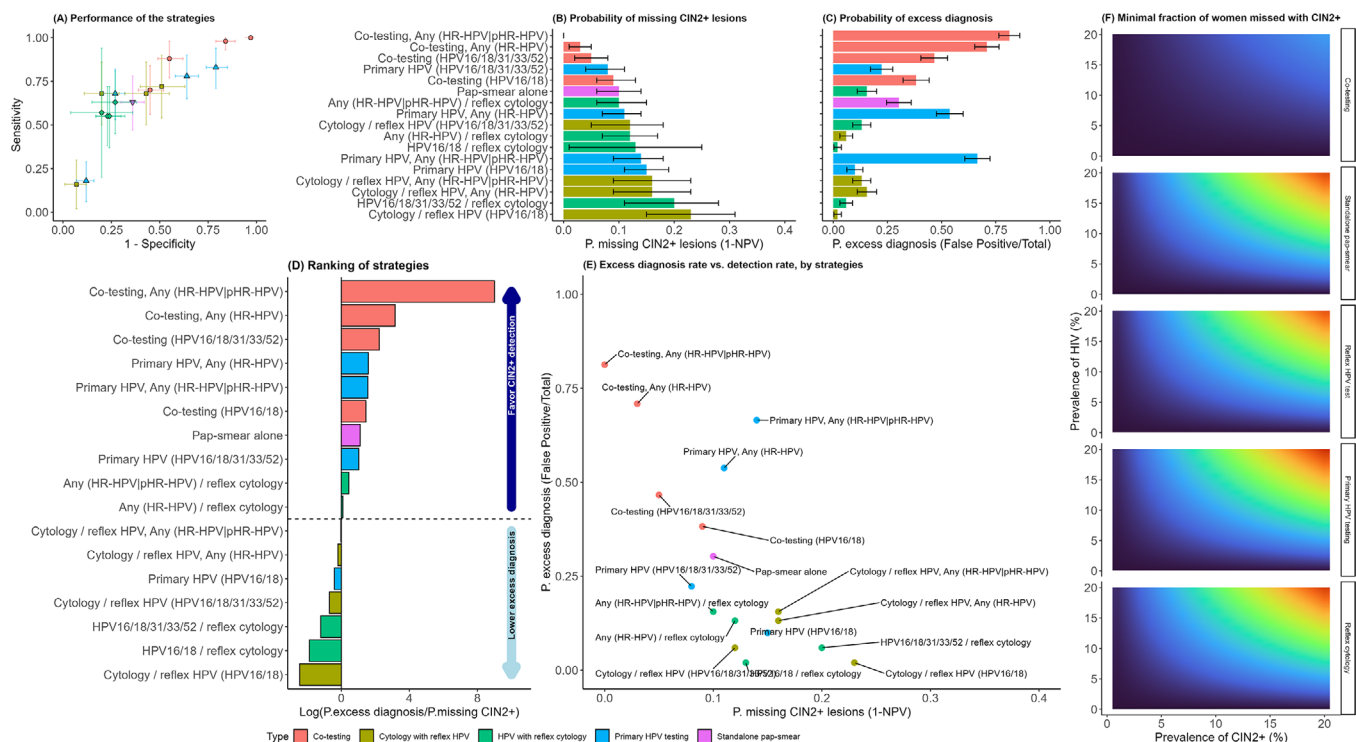 (A) Performance of the strategies
1.00
0.75
0.50
0.25
0.00
Sensitivity
0.00
0.25
0.50
0.75
1.00
1 - Specificity
(B) Probability of missing CIN2+ lesions
Co-testing, Any (HR-HPV|pHR-HPV)
Co-testing, Any (HR-HPV)
Co-testing (HPV16/18/31/33/52)
Primary HPV (HPV16/18/31/33/52)
Co-testing (HPV16/18)
Pap-smear alone
Any (HR-HPV|pHR-HPV) / reflex cytology
Primary HPV, Any (HR-HPV)
Cytology / reflex HPV (HPV16/18/31/33/52)
Any (HR-HPV) / reflex cytology
HPV16/18 / reflex cytology
Primary HPV, Any (HR-HPV|pHR-HPV)
Primary HPV (HPV16/18)
Cytology / reflex HPV, Any (HR-HPV|pHR-HPV)
Cytology / reflex HPV, Any (HR-HPV)
HPV16/18/31/33/52 / reflex cytology
Cytology / reflex HPV (HPV16/18)
0.0
0.1
0.2
0.3
0.4
P. missing CIN2+ lesions (1-NPV)
(C) Probability of excess diagnosis
0.00
0.25
0.50
0.75
1.00
P. excess diagnosis (False Positive/Total)
(D) Ranking of strategies
Co-testing, Any (HR-HPV|pHR-HPV)
Co-testing, Any (HR-HPV)
Co-testing (HPV16/18/31/33/52)
Primary HPV, Any (HR-HPV)
Primary HPV, Any (HR-HPV|pHR-HPV)
Co-testing (HPV16/18)
Pap-smear alone
Primary HPV (HPV16/18/31/33/52)
Any (HR-HPV|pHR-HPV) / reflex cytology
Any (HR-HPV) / reflex cytology
Cytology / reflex HPV, Any (HR-HPV|pHR-HPV)
Cytology / reflex HPV, Any (HR-HPV)
Primary HPV (HPV16/18)
Cytology / reflex HPV (HPV16/18/31/33/52)
HPV16/18/31/33/52 / reflex cytology
HPV16/18 / reflex cytology
Cytology / reflex HPV (HPV16/18)
Favor CIN2+ detection
Lower excess diagnosis
0
4
8
Log(P.excess diagnosis/P.missing CIN2+)
(E) Excess diagnosis rate vs. detection rate, by strategies
1.00
0.75
0.50
0.25
0.00
P. excess diagnosis (False Positive/Total)
Co-testing, Any (HR-HPV|pHR-HPV)
Co-testing, Any (HR-HPV)
Primary HPV, Any (HR-HPV|pHR-HPV)
Primary HPV, Any (HR-HPV)
Co-testing (HPV16/18/31/33/52)
Co-testing (HPV16/18)
Primary HPV (HPV16/18/31/33/52)
Pap-smear alone
Cytology / reflex HPV, Any (HR-HPV|pHR-HPV)
Any (HR-HPV|pHR-HPV) / reflex cytology
Cytology / reflex HPV, Any (HR-HPV)
Any (HR-HPV) / reflex cytology
Primary HPV (HPV16/18)
HPV16/18/31/33/52 / reflex cytology
Cytology / reflex HPV (HPV16/18/31/33/52)
HPV16/18 / reflex cytology
Cytology / reflex HPV (HPV16/18)
0.0
0.1
0.2
0.3
0.4
P. missing CIN2+ lesions (1-NPV)
(F) Minimal fraction of women missed with CIN2+
20
15
10
5
0
Co-testing
20
15
10
5
0
Standalone pap-smear
20
15
10
5
0
Reflex HPV test
20
15
10
5
0
Primary HPV testing
20
15
10
5
0
Reflex cytology
Prevalence of HIV (%)
0
5
10
15
20
Prevalence of CIN2+ (%)
Type
Co-testing
Cytology with reflex HPV
HPV with reflex cytology
Primary HPV testing
Standalone pap-smear